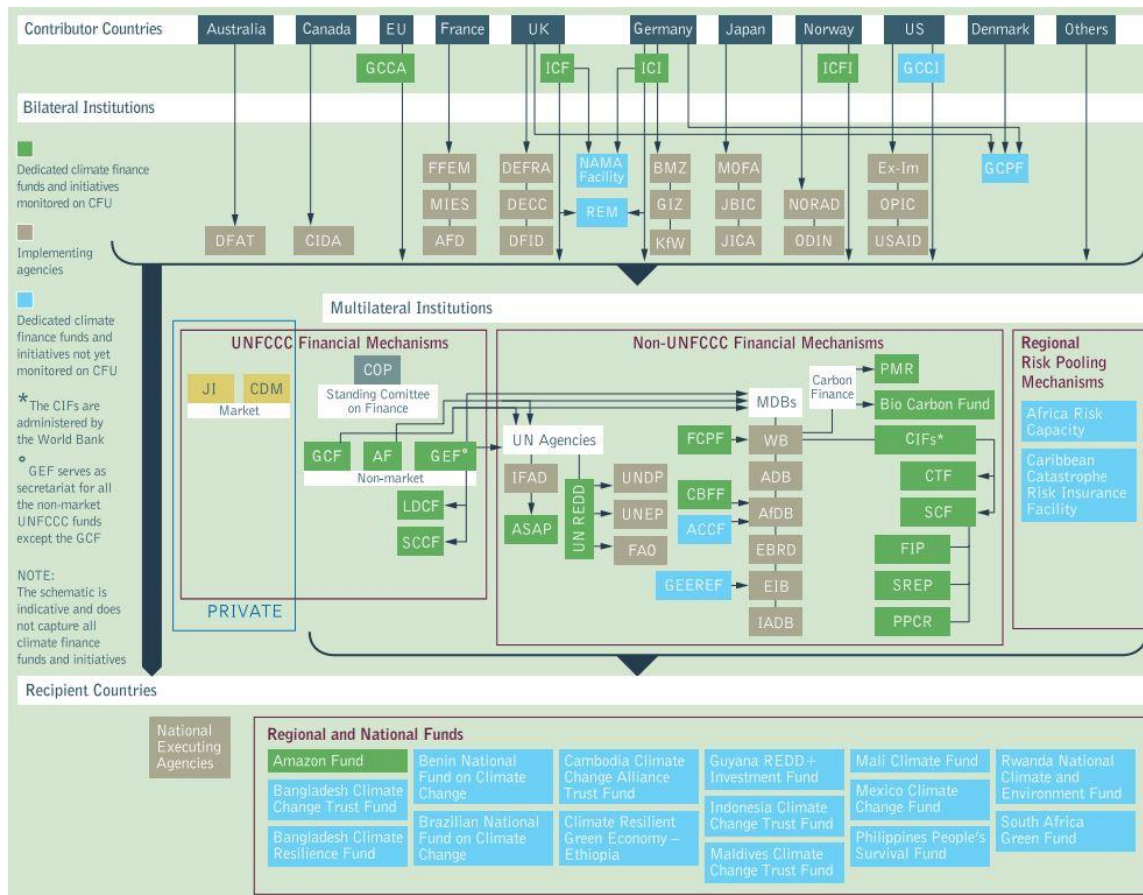 Contributor Countries
Australia
Canada
EU
France
UK
Germany
Japan
Norway
US
Denmark
Others
GCCA
ICF
ICI
ICFI
GCCI
Bilateral Institutions
Dedicated climate finance
funds and initiatives
monitored on CFU
Implementing
agencies
Dedicated climate
finance funds and
initiatives not yet
monitored on CFU
*The CIFs are
administered by
the World Bank
° GEF serves as
secretariat for all
the non-market
UNFCCC funds
except the GCF
NOTE:
The schematic is
indicative and does
not capture all
climate finance
funds and initiatives
DFAT
CIDA
FFEM
MIES
AFD
DEFRA
DECC
DFID
NAMA
Facility
REM
BMZ
GIZ
KfW
MOFA
JBIC
JICA
NORAD
ODIN
Ex-Im
OPIC
USAID
GCPF
Multilateral Institutions
UNFCCC Financial Mechanisms
COP
Standing Comittee
on Finance
JI
CDM
Market
GCF
AF
GEF°
Non-market
LDCF
SCCF
PRIVATE
Non-UNFCCC Financial Mechanisms
UN Agencies
IFAD
ASAP
UN REDD
UNDP
UNEP
FAO
MDBs
Carbon
Finance
PMR
Bio Carbon Fund
FCPF
WB
CIFs*
ADB
CTF
CBFF
AfDB
ACCF
SCF
EBRD
FIP
GEEREF
EIB
SREP
IADB
PPCR
Regional
Risk Pooling
Mechanisms
Africa Risk
Capacity
Caribbean
Catastrophe
Risk Insurance
Facility
Recipient Countries
National
Executing
Agencies
Regional and National Funds
Amazon Fund
Bangladesh Climate
Change Trust Fund
Bangladesh Climate
Resilience Fund
Benin National
Fund on Climate
Change
Brazilian National
Fund on Climate
Change
Cambodia Climate
Change Alliance
Trust Fund
Climate Resilient
Green Economy –
Ethiopia
Guyana REDD+
Investment Fund
Indonesia Climate
Change Trust Fund
Maldives Climate
Change Trust Fund
Mali Climate Fund
Mexico Climate
Change Fund
Philippines People's
Survival Fund
Rwanda National
Climate and
Environment Fund
South Africa
Green Fund